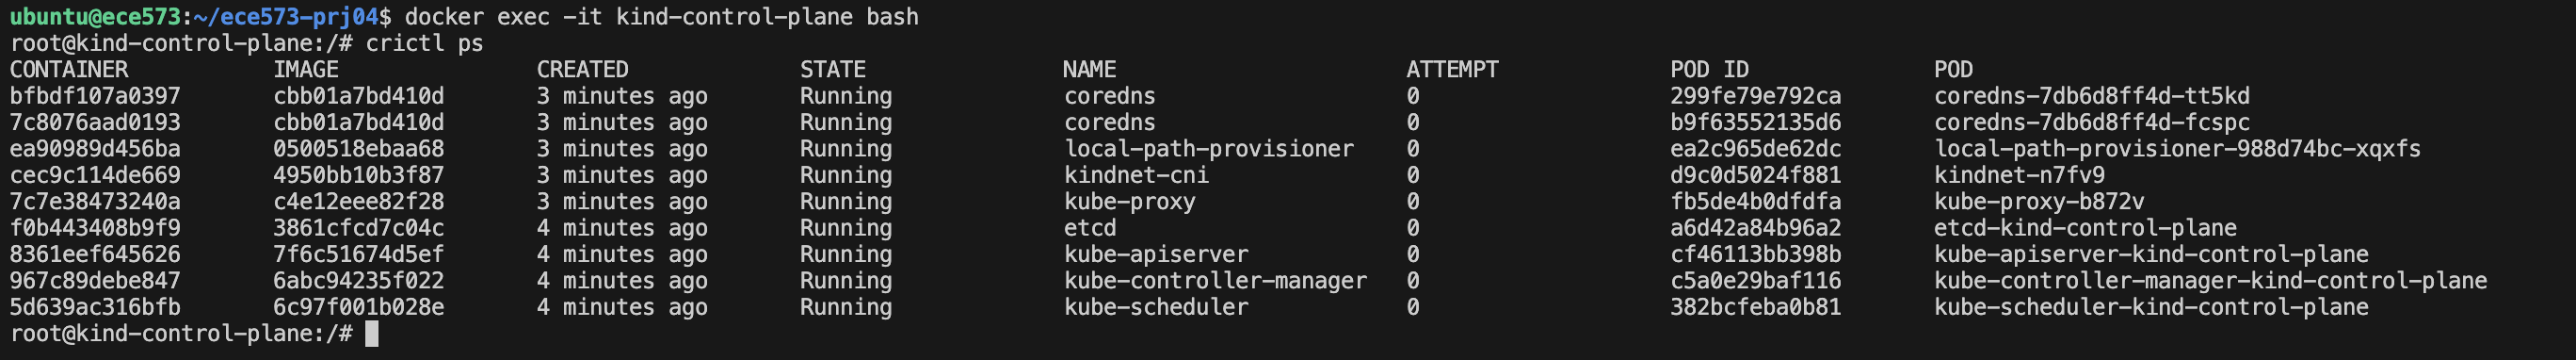 ubuntu@ece573:~/ece573-prj04$ docker exec -it kind-control-plane bash
root@kind-control-plane:/# crictl ps
CONTAINER IMAGE CREATED STATE NAME ATTEMPT POD ID POD
bfbdf107a0397 cbb01a7bd410d 3 minutes ago Running coredns 0 299fe79e792ca coredns-7db6d8ff4d-tt5kd
7c8076aad0193 cbb01a7bd410d 3 minutes ago Running coredns 0 b9f63552135d6 coredns-7db6d8ff4d-fcspc
ea90989d456ba 0500518ebaa68 3 minutes ago Running local-path-provisioner 0 ea2c965de62dc local-path-provisioner-988d74bc-xqxfs
cec9c114de669 4950bb10b3f87 3 minutes ago Running kindnet-cni 0 d9c0d5024f881 kindnet-n7fv9
7c7e38473240a c4e12eee82f28 3 minutes ago Running kube-proxy 0 fb5de4b0dfdfa kube-proxy-b872v
f0b443408b9f9 3861cfcd7c04c 4 minutes ago Running etcd 0 a6d42a84b96a2 etcd-kind-control-plane
8361eef645626 7f6c51674d5ef 4 minutes ago Running kube-apiserver 0 cf46113bb398b kube-apiserver-kind-control-plane
967c89debe847 6abc94235f022 4 minutes ago Running kube-controller-manager 0 c5a0e29baf116 kube-controller-manager-kind-control-plane
5d639ac316bfb 6c97f001b028e 4 minutes ago Running kube-scheduler 0 382bcfeba0b81 kube-scheduler-kind-control-plane
root@kind-control-plane:/#